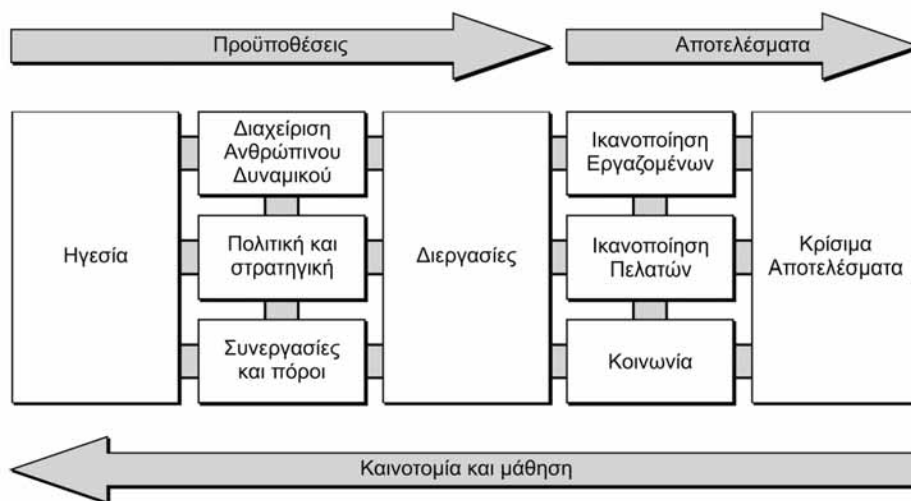 Προϋποθέσεις
Αποτελέσματα
Ηγεσία
Διαχείριση
Ανθρώπινου
Δυναμικού
Πολιτική και
στρατηγική
Συνεργασίες
και πόροι
Διεργασίες
Ικανοποίηση
Εργαζομένων
Ικανοποίηση
Πελατών
Κοινωνία
Κρίσιμα
Αποτελέσματα
Καινοτομία και μάθηση